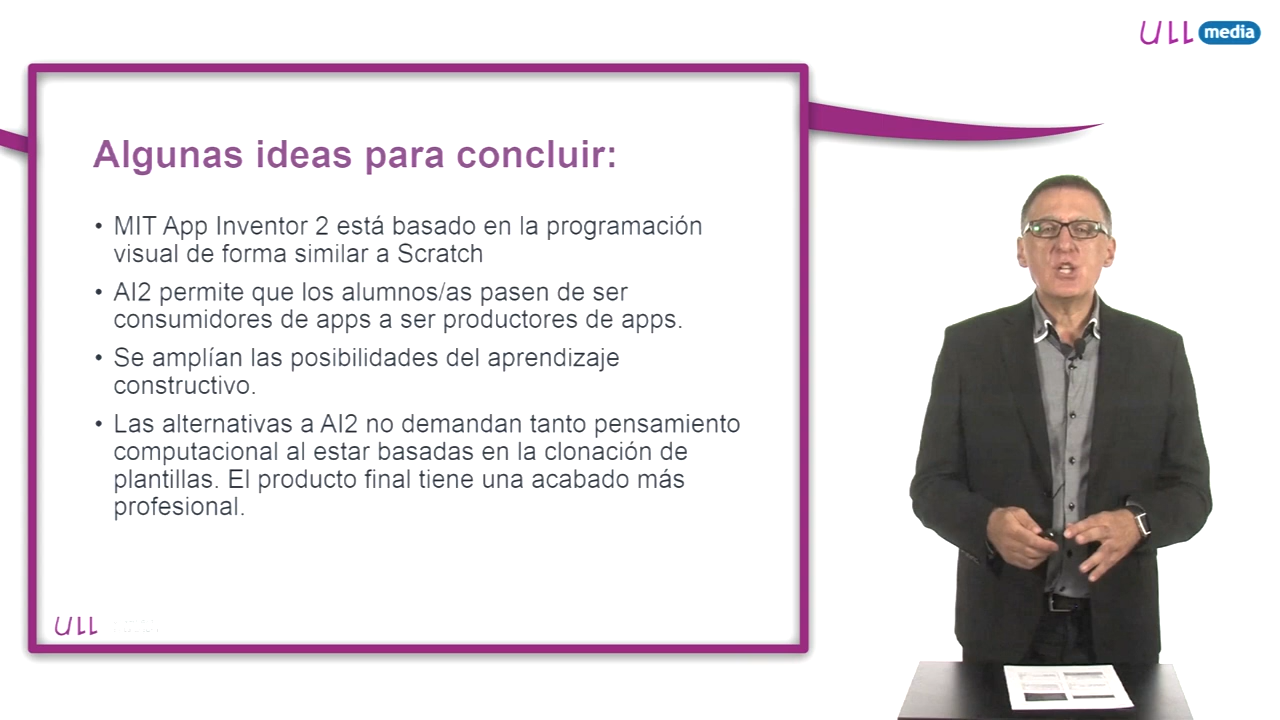 ULL media
Algunas ideas para concluir:
• MIT App Inventor 2 está basado en la programación
visual de forma similar a Scratch
• AI2 permite que los alumnos/as pasen de ser
consumidores de apps a ser productores de apps.
• Se amplían las posibilidades del aprendizaje
constructivo.
• Las alternativas a AI2 no demandan tanto pensamiento
computacional al estar basadas en la clonación de
plantillas. El producto final tiene una acabado más
profesional.
ULL